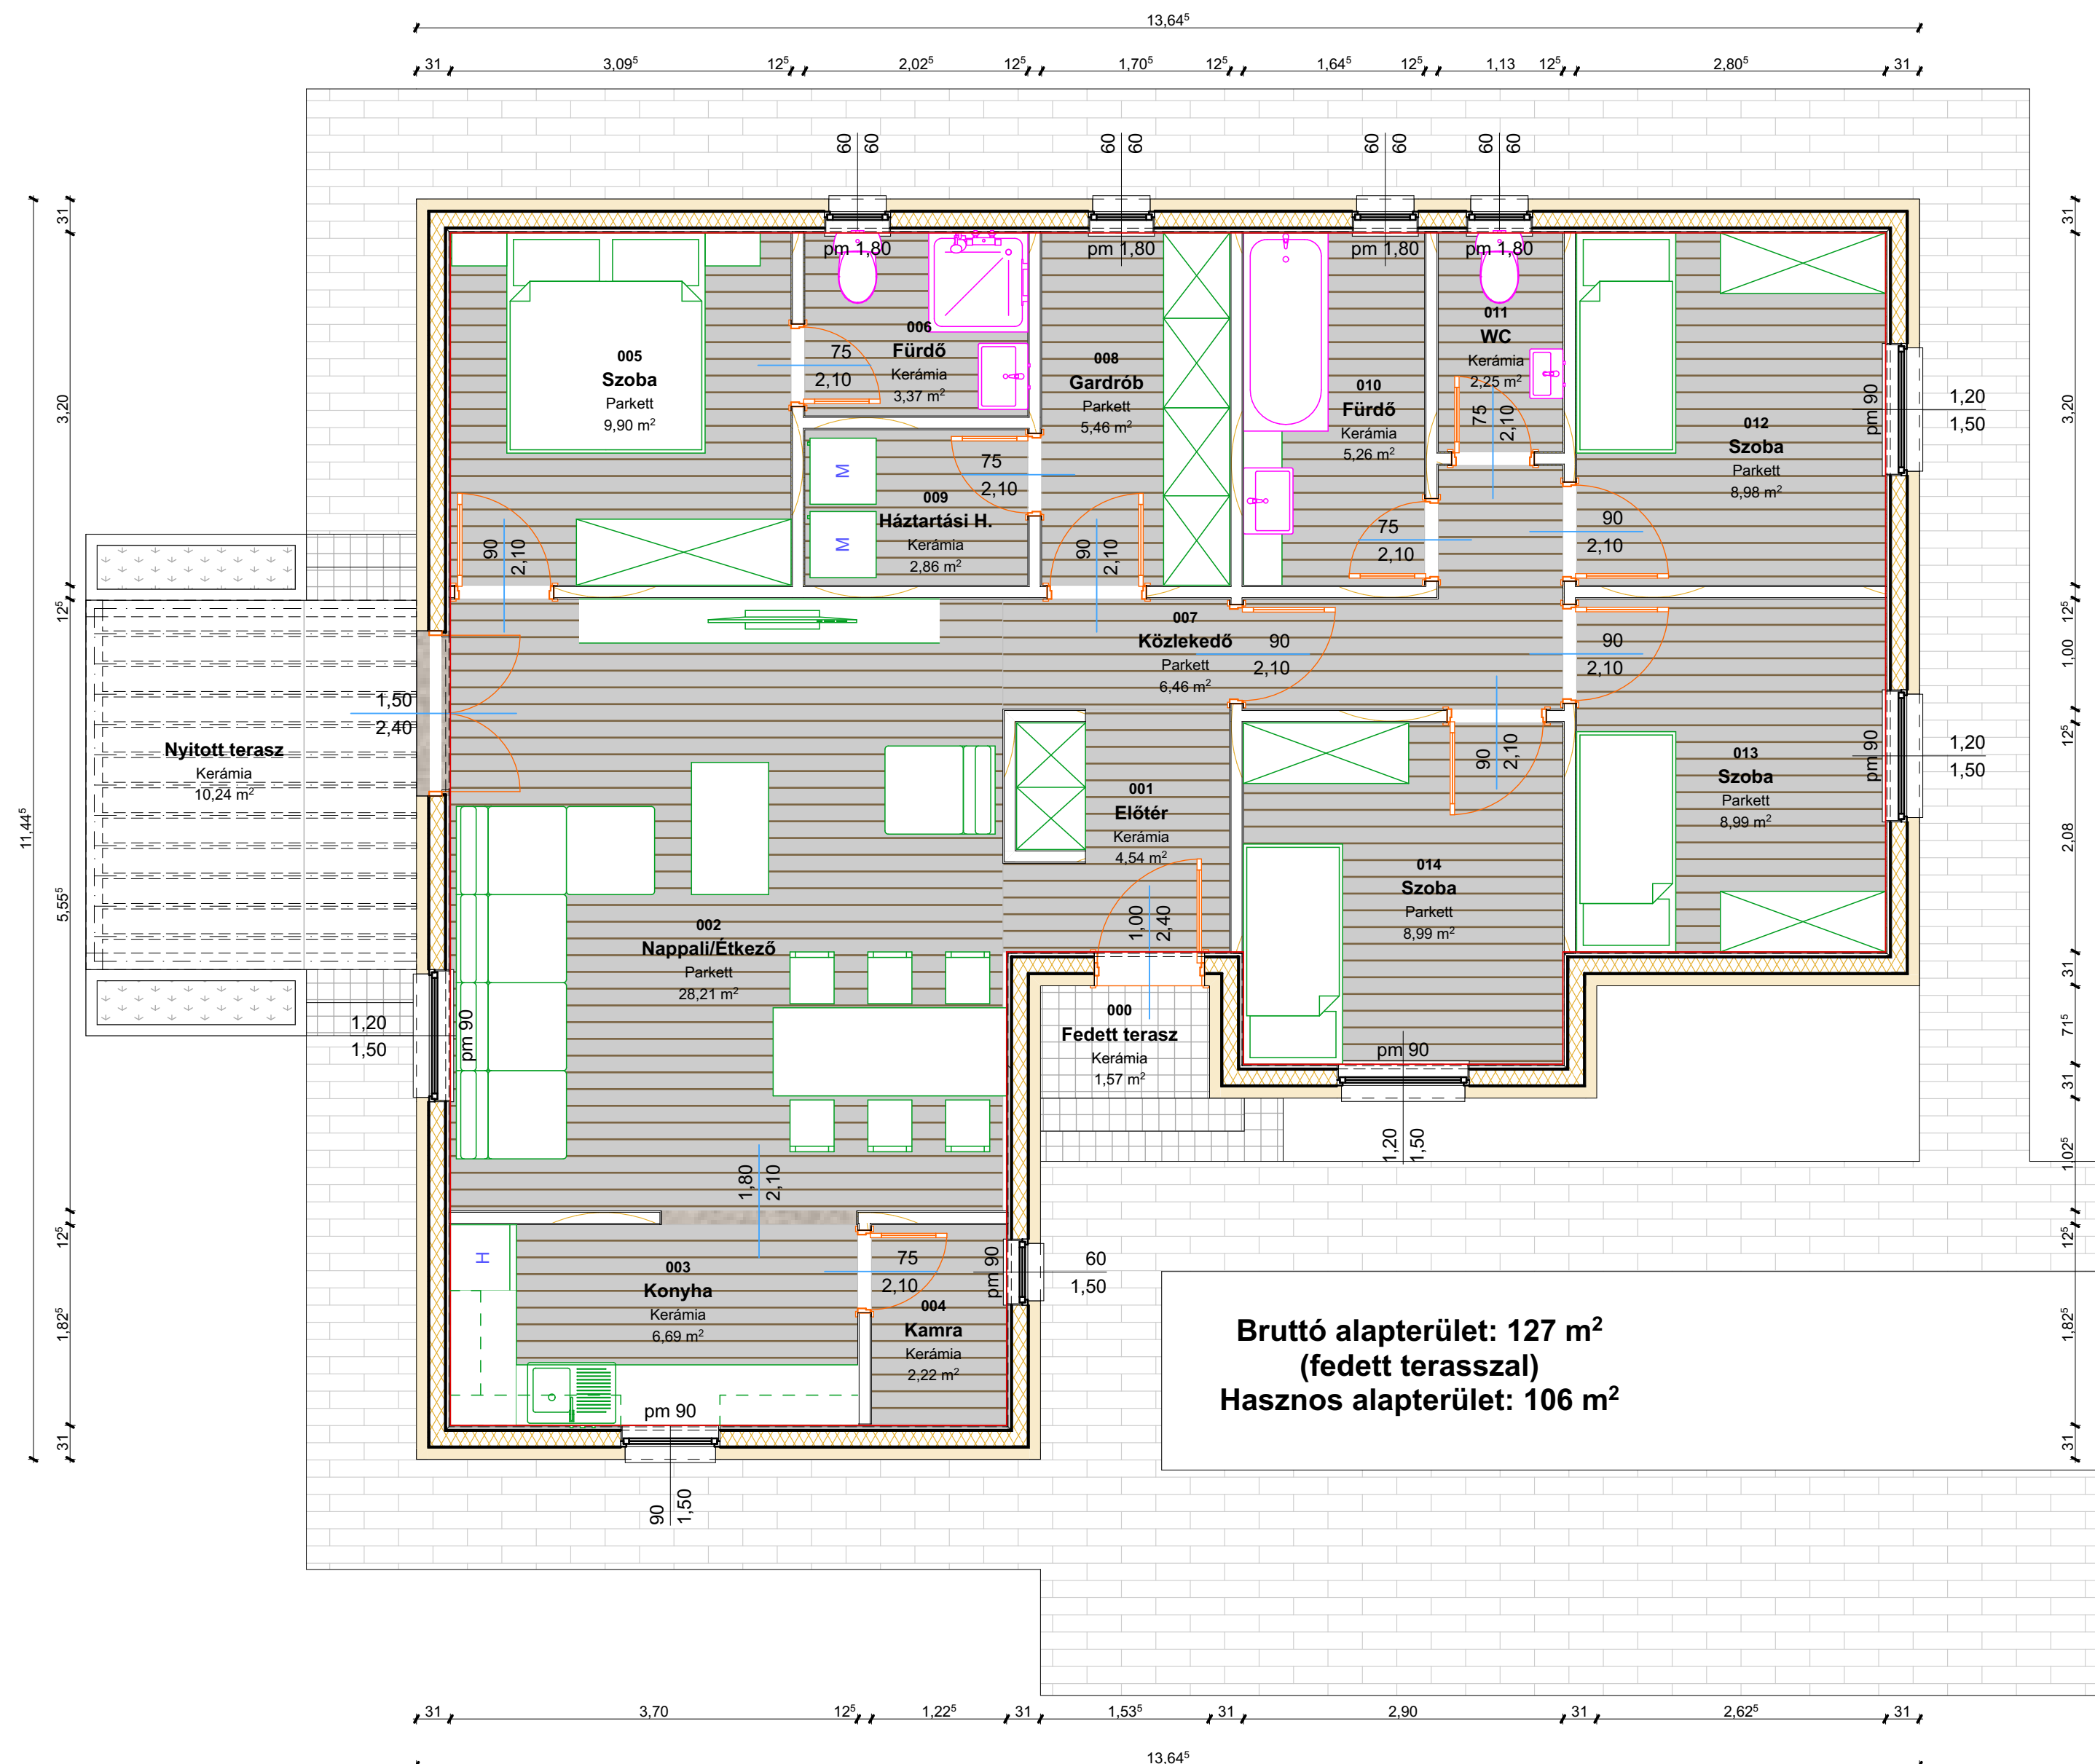 13,64⁵
31 3,09⁵ 12⁵ 2,02⁵ 12⁵ 1,70⁵ 12⁵ 1,64⁵ 12⁵ 1,13 12⁵ 2,80⁵ 31
60 60 60 60 60 60 60 60
pm 1,80 pm 1,80 pm 1,80 pm 1,80
11,44⁵
31
3,20
12⁵
5,55⁵
12⁵
1,82⁵
31
005
Szoba
Parkett
9,90 m²
90
2,10
006
Fürdő
Kerámia
3,37 m²
75
2,10
009
Háztartási H.
Kerámia
2,86 m²
M
M
75
2,10
008
Gardrób
Parkett
5,46 m²
90
2,10
010
Fürdő
Kerámia
5,26 m²
75
2,10
011
WC
Kerámia
2,25 m²
75
2,10
012
Szoba
Parkett
8,98 m²
90
2,10
pm 90
1,20
1,50
007
Közlekedő
Parkett
6,46 m²
90
2,10
90
2,10
013
Szoba
Parkett
8,99 m²
pm 90
1,20
1,50
Nyitott terasz
Kerámia
10,24 m²
1,50
2,40
001
Előtér
Kerámia
4,54 m²
1,00
2,40
014
Szoba
Parkett
8,99 m²
90
2,10
pm 90
1,20
1,50
002
Nappali/Étkező
Parkett
28,21 m²
1,20
1,50
pm 90
000
Fedett terasz
Kerámia
1,57 m²
1,80
2,10
003
Konyha
Kerámia
6,69 m²
H
pm 90
90
1,50
004
Kamra
Kerámia
2,22 m²
75
2,10
pm 90
60
1,50
Bruttó alapterület: 127 m²
(fedett terasszal)
Hasznos alapterület: 106 m²
31
3,20
12⁵
1,00
12⁵
2,08
31
71⁵
31
1,02⁵
12⁵
1,82⁵
31
31 3,70 12⁵ 1,22⁵ 31 1,53⁵ 31 2,90 31 2,62⁵ 31
13,64⁵